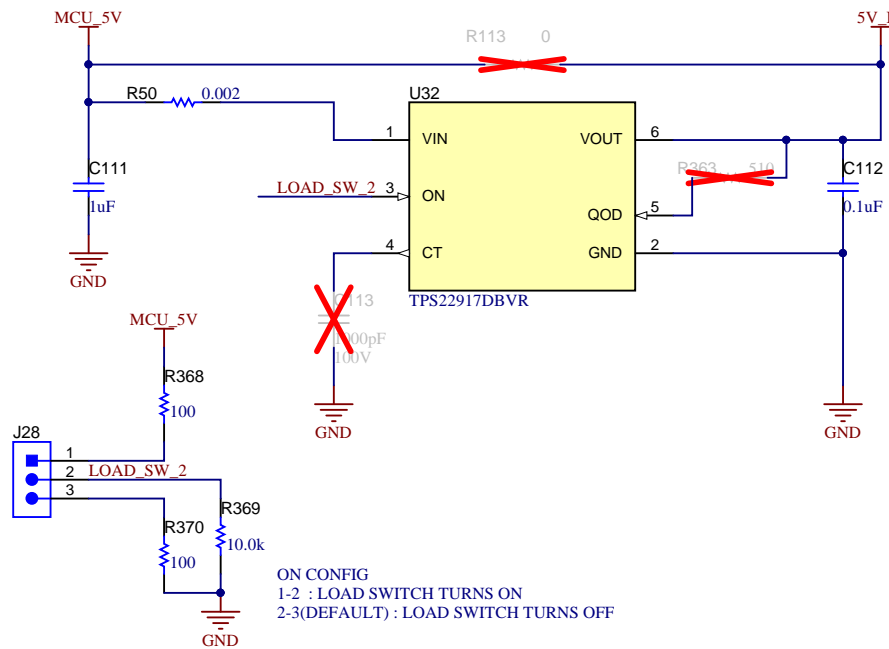 MCU_5V
R113 0
R50 0.002
U32
1 VIN
VOUT 6
C111
1uF
R363 510
C112
0.1uF
LOAD_SW_2 3 ON
QOD 5
4 CT
GND 2
GND
TPS22917DBVR
100V
GND
GND
MCU_5V
R368
100
J28
1
2 LOAD_SW_2
3
R370
100
R369
10.0k
GND
ON CONFIG
1-2 : LOAD SWITCH TURNS ON
2-3(DEFAULT) : LOAD SWITCH TURNS OFF